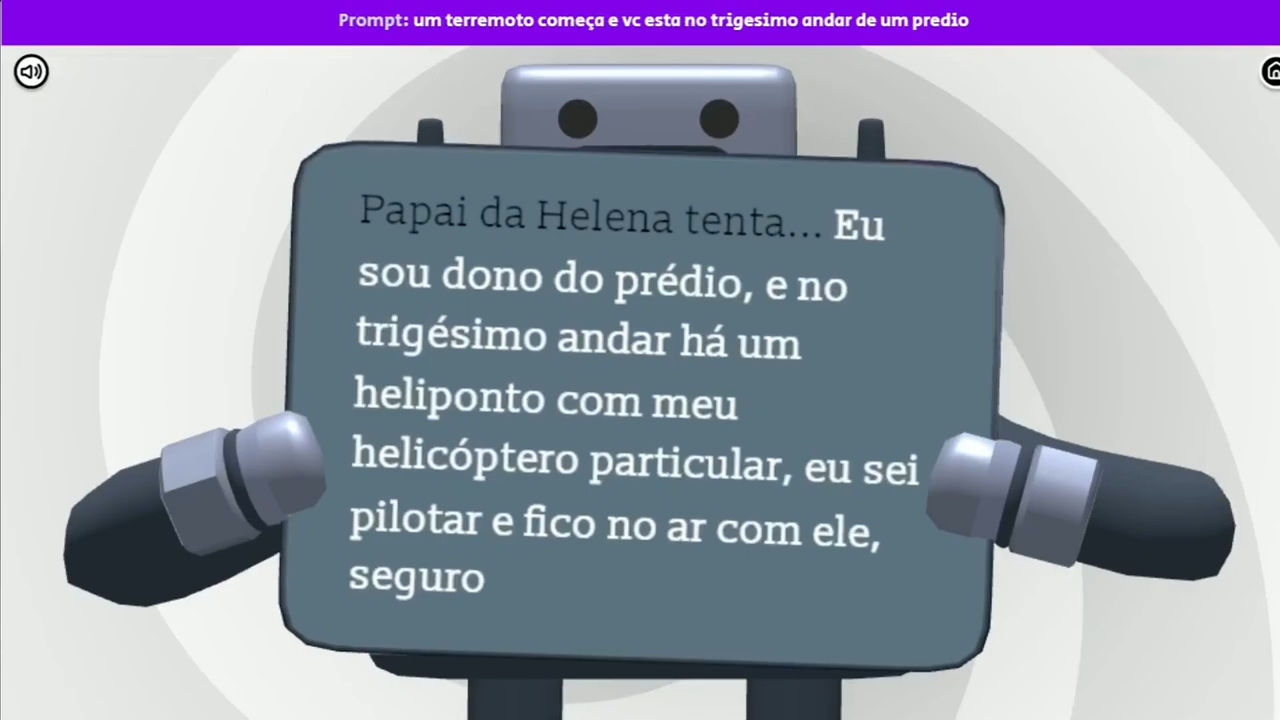 Prompt: um terremoto começa e vc esta no trigesimo andar de um predio
Papai da Helena tenta... Eu
sou dono do prédio, e no
trigésimo andar há um
heliponto com meu
helicóptero particular, eu sei
pilotar e fico no ar com ele,
seguro